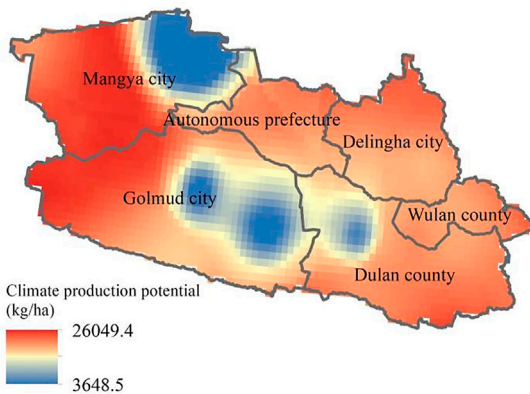 Mangya city
Autonomous prefecture
Delingha city
Golmud city
Wulan county
Dulan county
Climate production potential
(kg/ha)
26049.4
3648.5